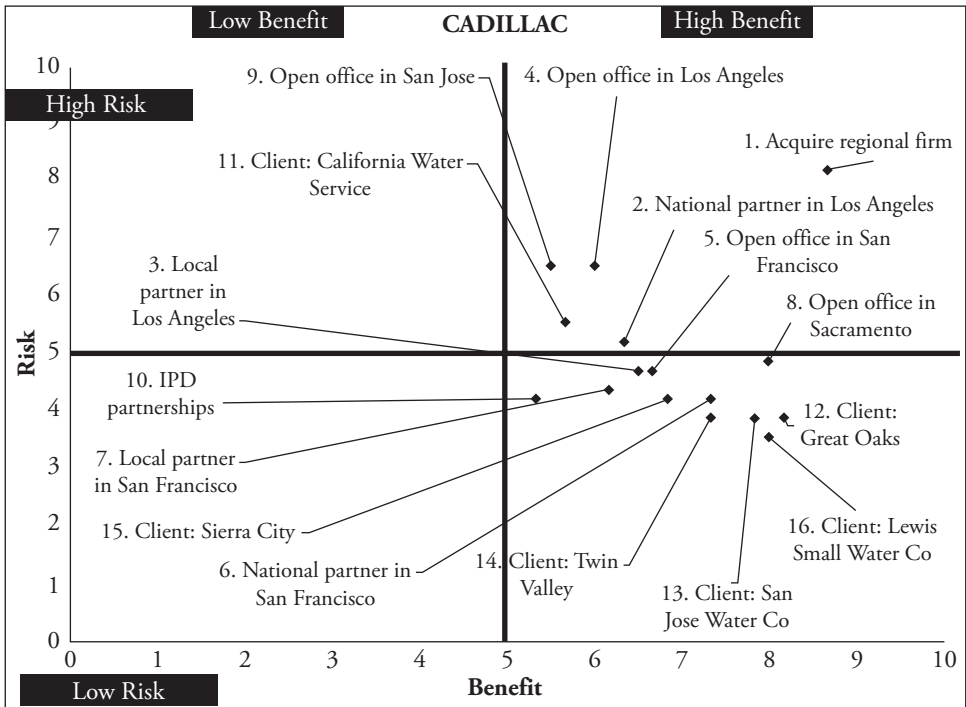 Low Benefit
CADILLAC
High Benefit
10
9. Open office in San Jose
4. Open office in Los Angeles
High Risk
9
1. Acquire regional firm
8
11. Client: California Water
Service
2. National partner in Los Angeles
7
5. Open office in San
Francisco
3. Local
partner in
Los Angeles
6
8. Open office in
Sacramento
Risk
5
10. IPD
partnerships
4
12. Client:
Great Oaks
7. Local partner
in San Francisco
3
15. Client: Sierra City
2
16. Client: Lewis
Small Water Co
6. National partner in
San Francisco
14. Client: Twin
Valley
1
13. Client: San
Jose Water Co
0
0 1 2 3 4 5 6 7 8 9 10
Low Risk
Benefit